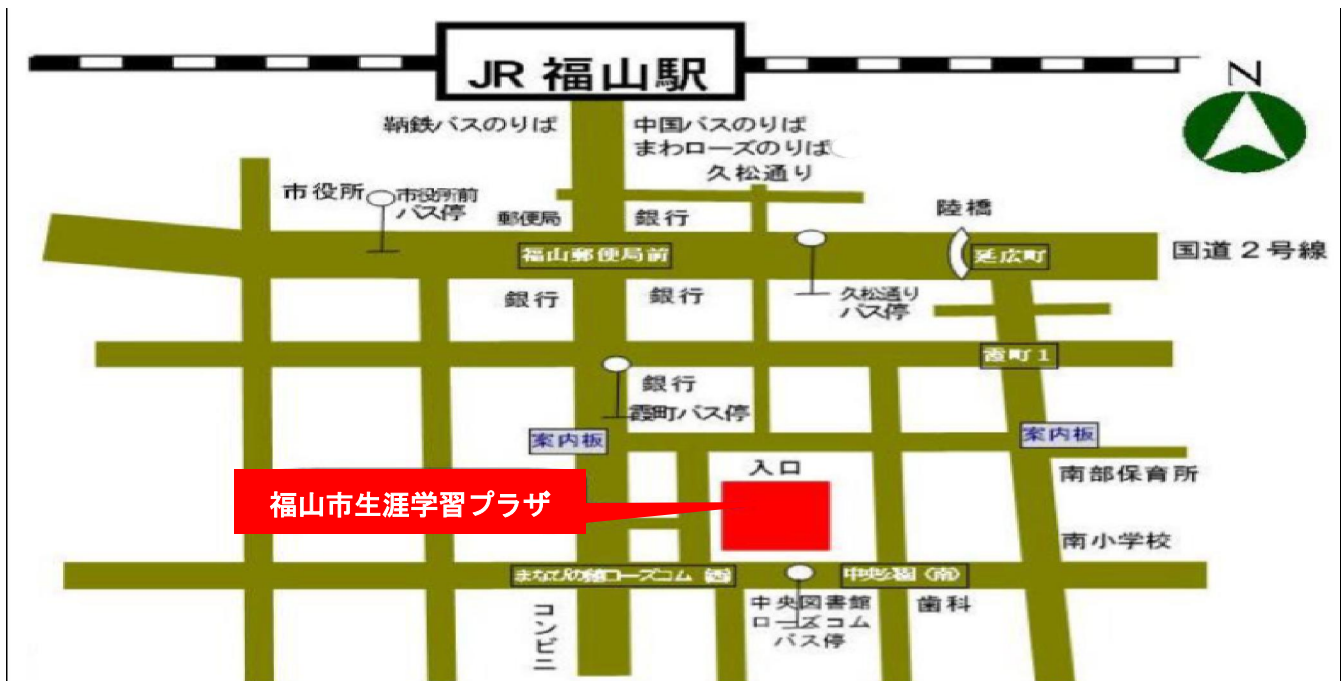 JR 福山駅
N
鞆鉄バスのりば
中国バスのりば
まわローズのりば
久松通り
市役所
市役所前
バス停
郵便局
銀行
陸橋
福山郵便局前
延広町
国道2号線
銀行
銀行
久松通り
バス停
霞町1
銀行
霞町バス停
案内板
案内板
入口
南部保育所
福山市生涯学習プラザ
南小学校
中央公園(南)
コンビニ
中央図書館
ローズコム
バス停
歯科